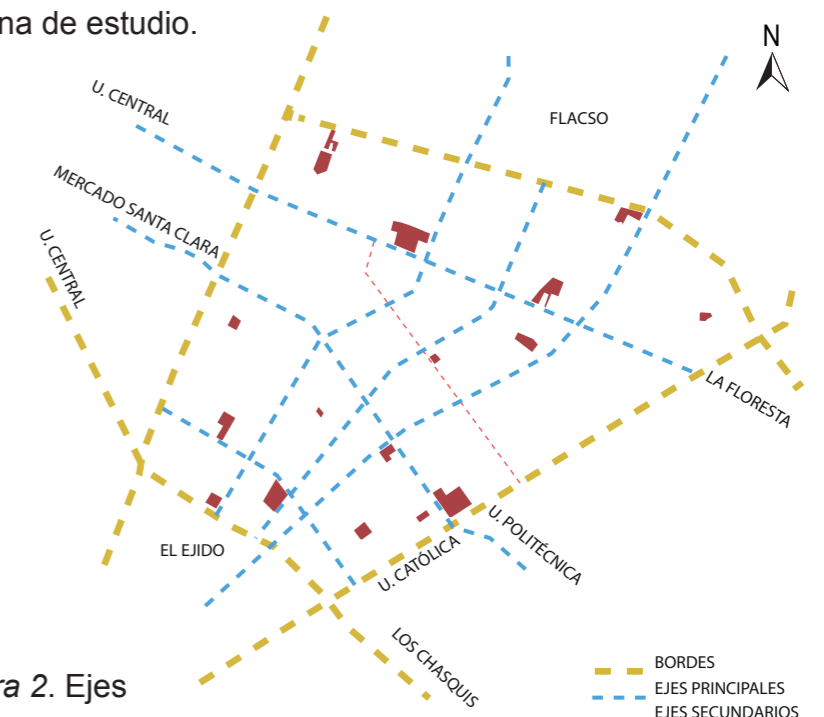 na de estudio.
N
U. CENTRAL
FLACSO
MERCADO SANTA CLARA
U. CENTRAL
LA FLORESTA
U. POLITÉCNICA
EL EJIDO
U. CATÓLICA
LOS CHASQUIS
ra 2. Ejes
BORDES
EJES PRINCIPALES
EJES SECUNDARIOS